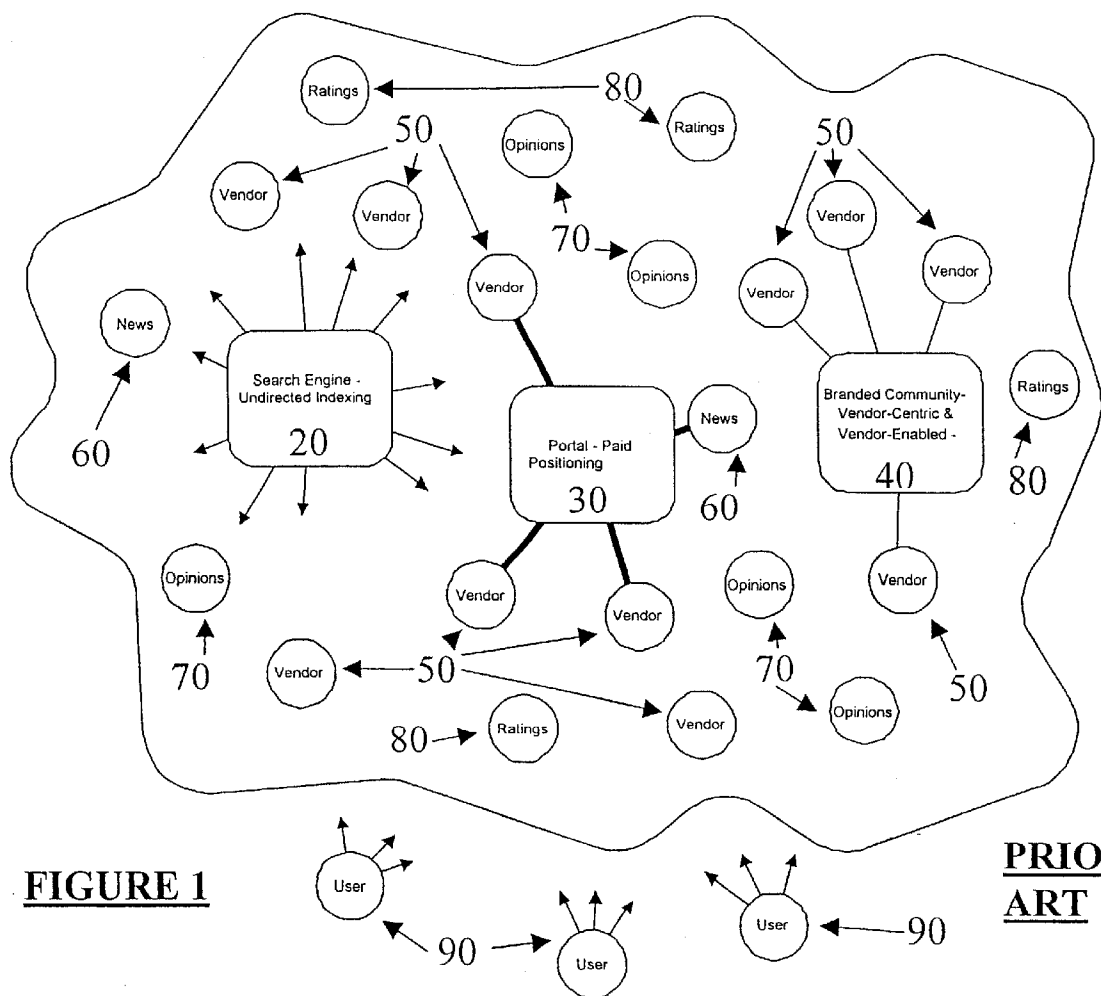 80
Ratings
Ratings
50
50
Opinions
Vendor
Vendor
Vendor
70
Vendor
Opinions
Vendor
Vendor
News
Search Engine -
Undirected Indexing
20
60
Portal - Paid
Positioning
30
News
60
Branded Community-
Vendor-Centric &
Vendor-Enabled -
40
Ratings
80
Opinions
70
Vendor
Vendor
Opinions
Vendor
Vendor
50
70
50
80
Ratings
Vendor
Opinions
FIGURE 1
User
90
User
User
90
PRIO
ART